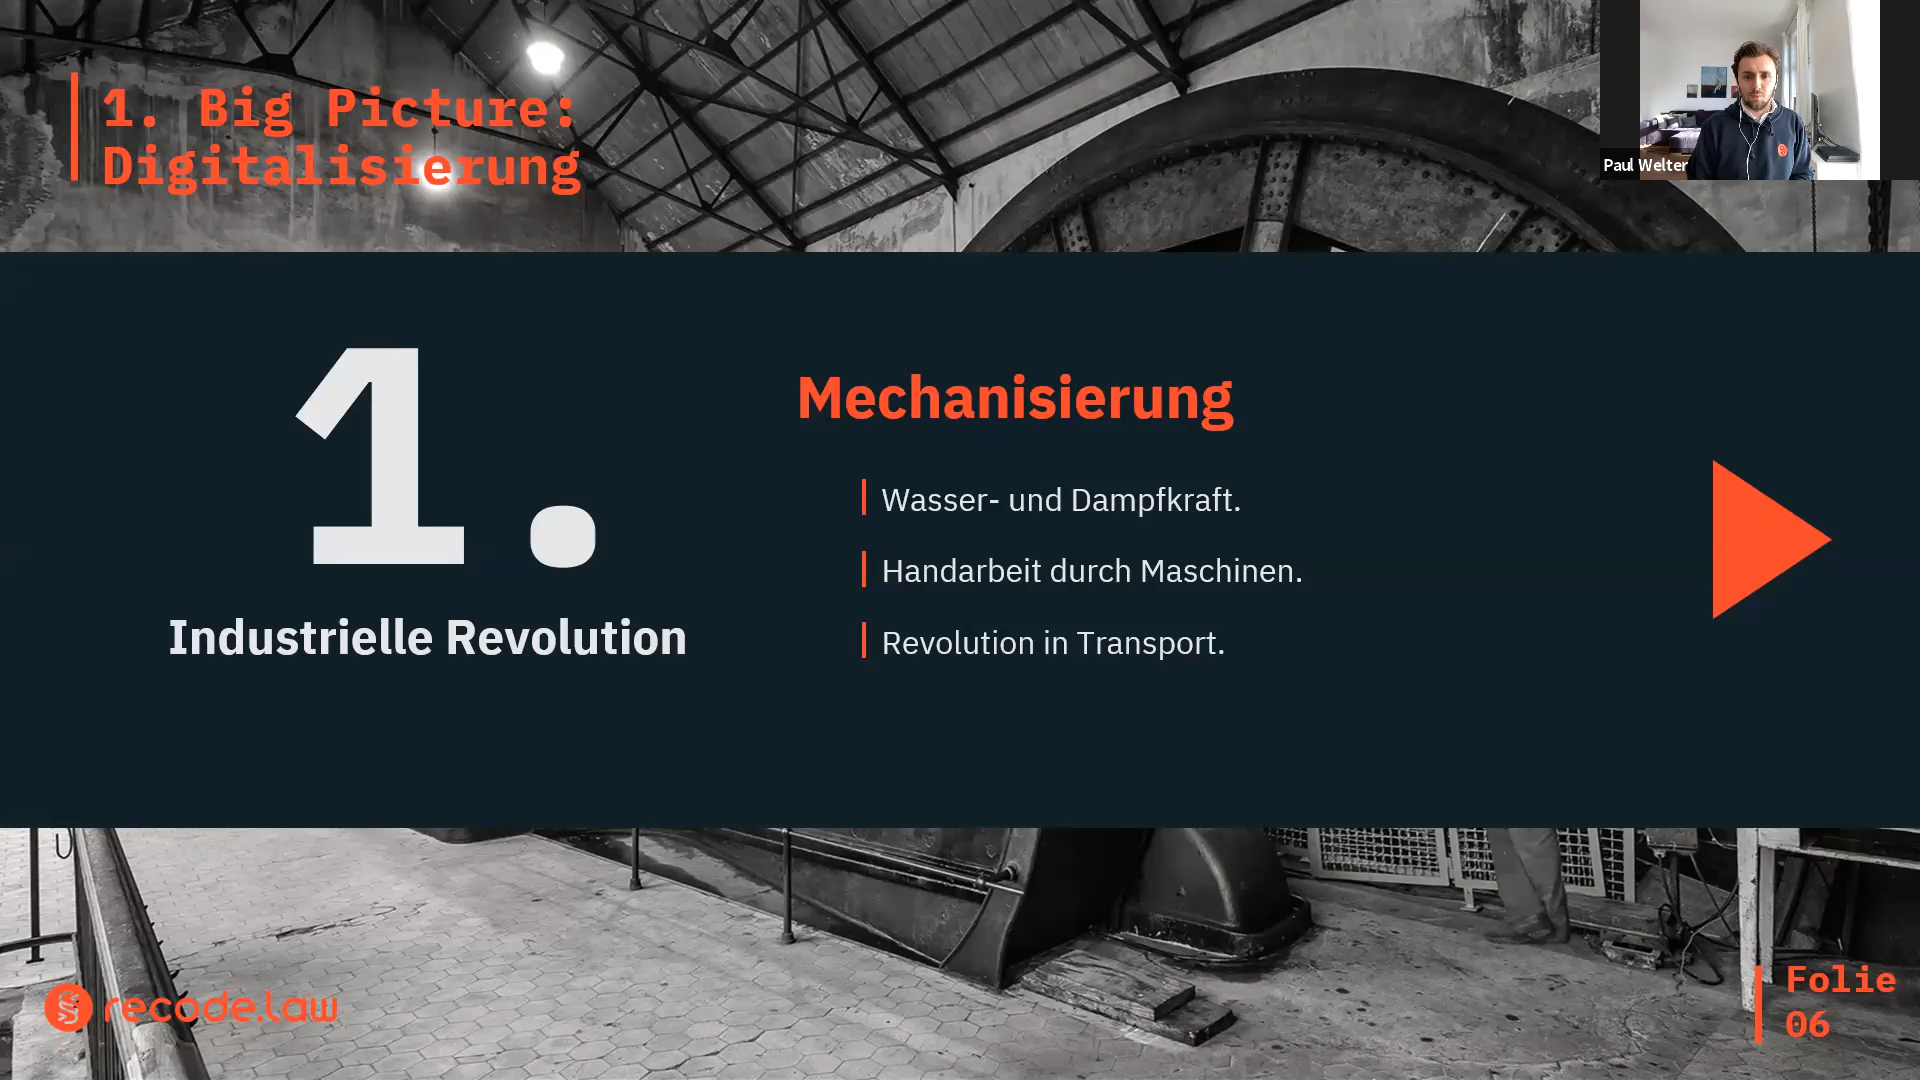 1. Big Picture:
Digitalisierung
Paul Welter
1.
Industrielle Revolution
Mechanisierung
Wasser- und Dampfkraft.
Handarbeit durch Maschinen.
Revolution in Transport.
recode.law
Folie
06